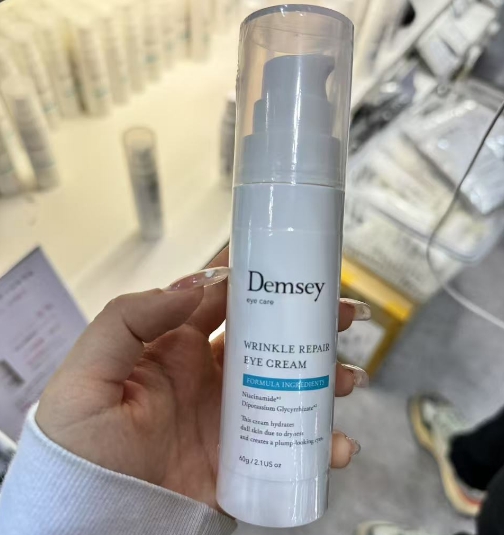 Demsey
eye care
WRINKLE REPAIR
EYE CREAM
FORMULA INGREDIENTS
Niacinamide
Dipotassium Glycyrrhizate
This cream hydrates
dull skin due to dryness
and creates a plump-looking eyes
60g / 2.1US oz